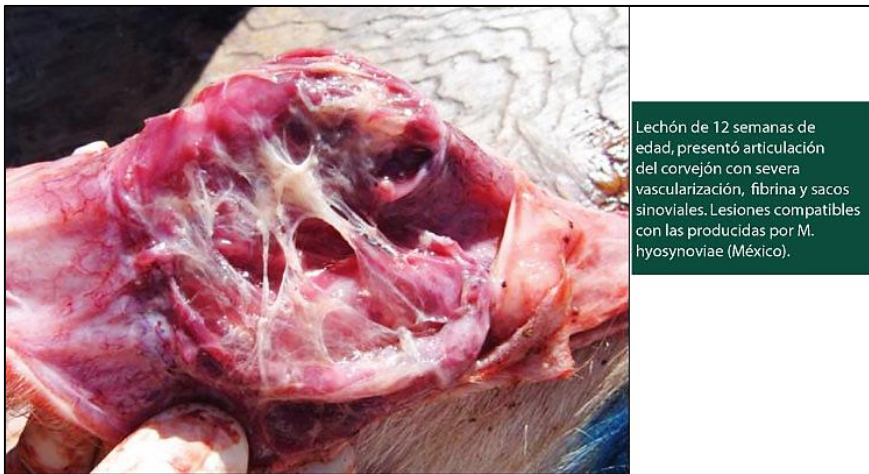 Lechón de 12 semanas de
edad, presentó articulación
del corvejón con severa
vascularización, fibrina y sacos
sinoviales. Lesiones compatibles
con las producidas por M.
hyosynoviae (México).